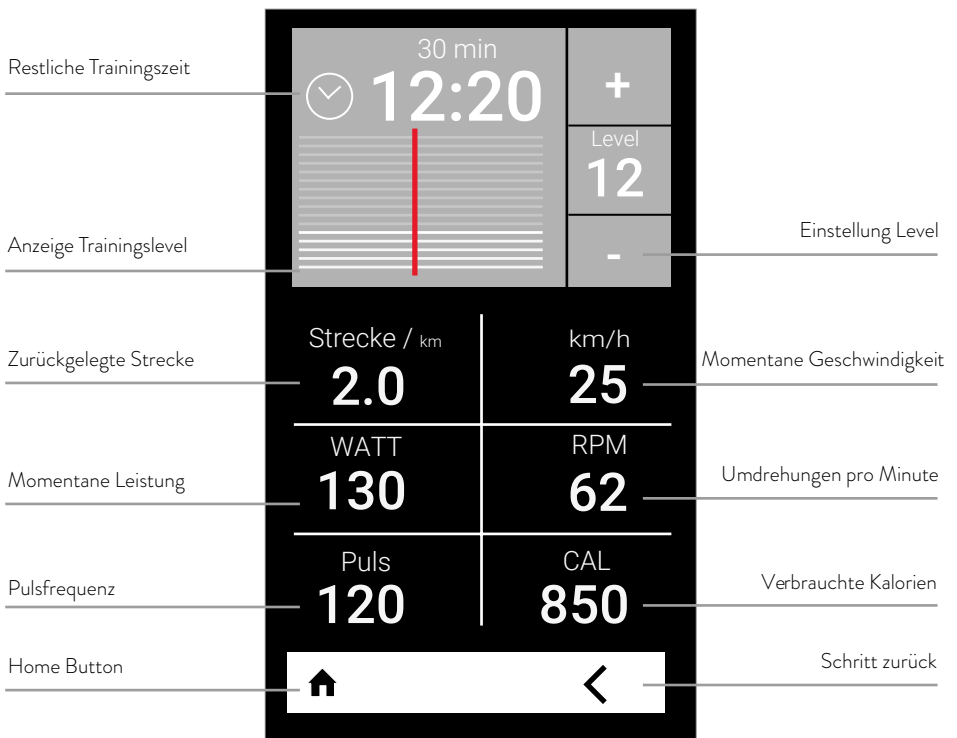 Restliche Trainingszeit
30 min
12:20
+
Level
12
-
Anzeige Trainingslevel
Einstellung Level
Strecke / km
2.0
km/h
25
Zurückgelegte Strecke
Momentane Geschwindigkeit
WATT
130
RPM
62
Momentane Leistung
Umdrehungen pro Minute
Puls
120
CAL
850
Pulsfrequenz
Verbrauchte Kalorien
Home Button
Schritt zurück